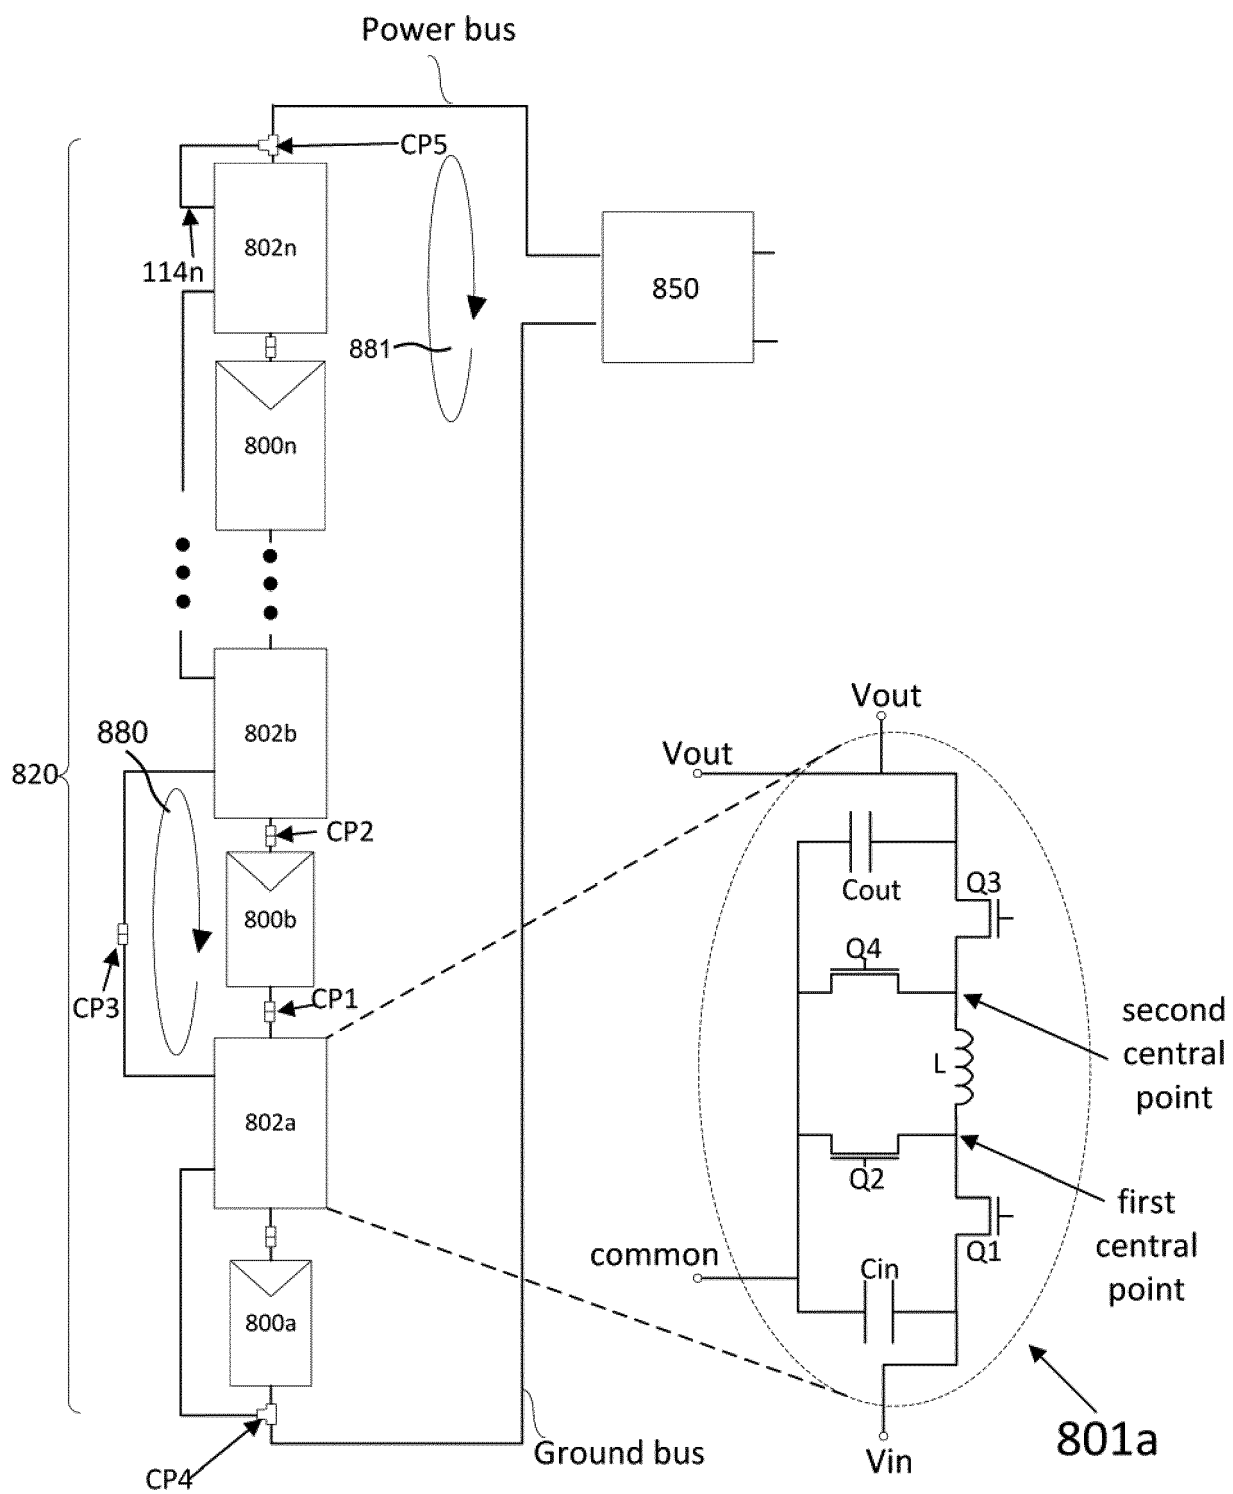 Power bus
CP5
802n
114n
850
881
800n
802b
880
820
CP2
800b
CP3
CP1
802a
800a
CP4
Ground bus
Vout
Vout
Cout
Q3
Q4
second
central
point
L
Q2
first
central
point
Q1
common
Cin
801a
Vin